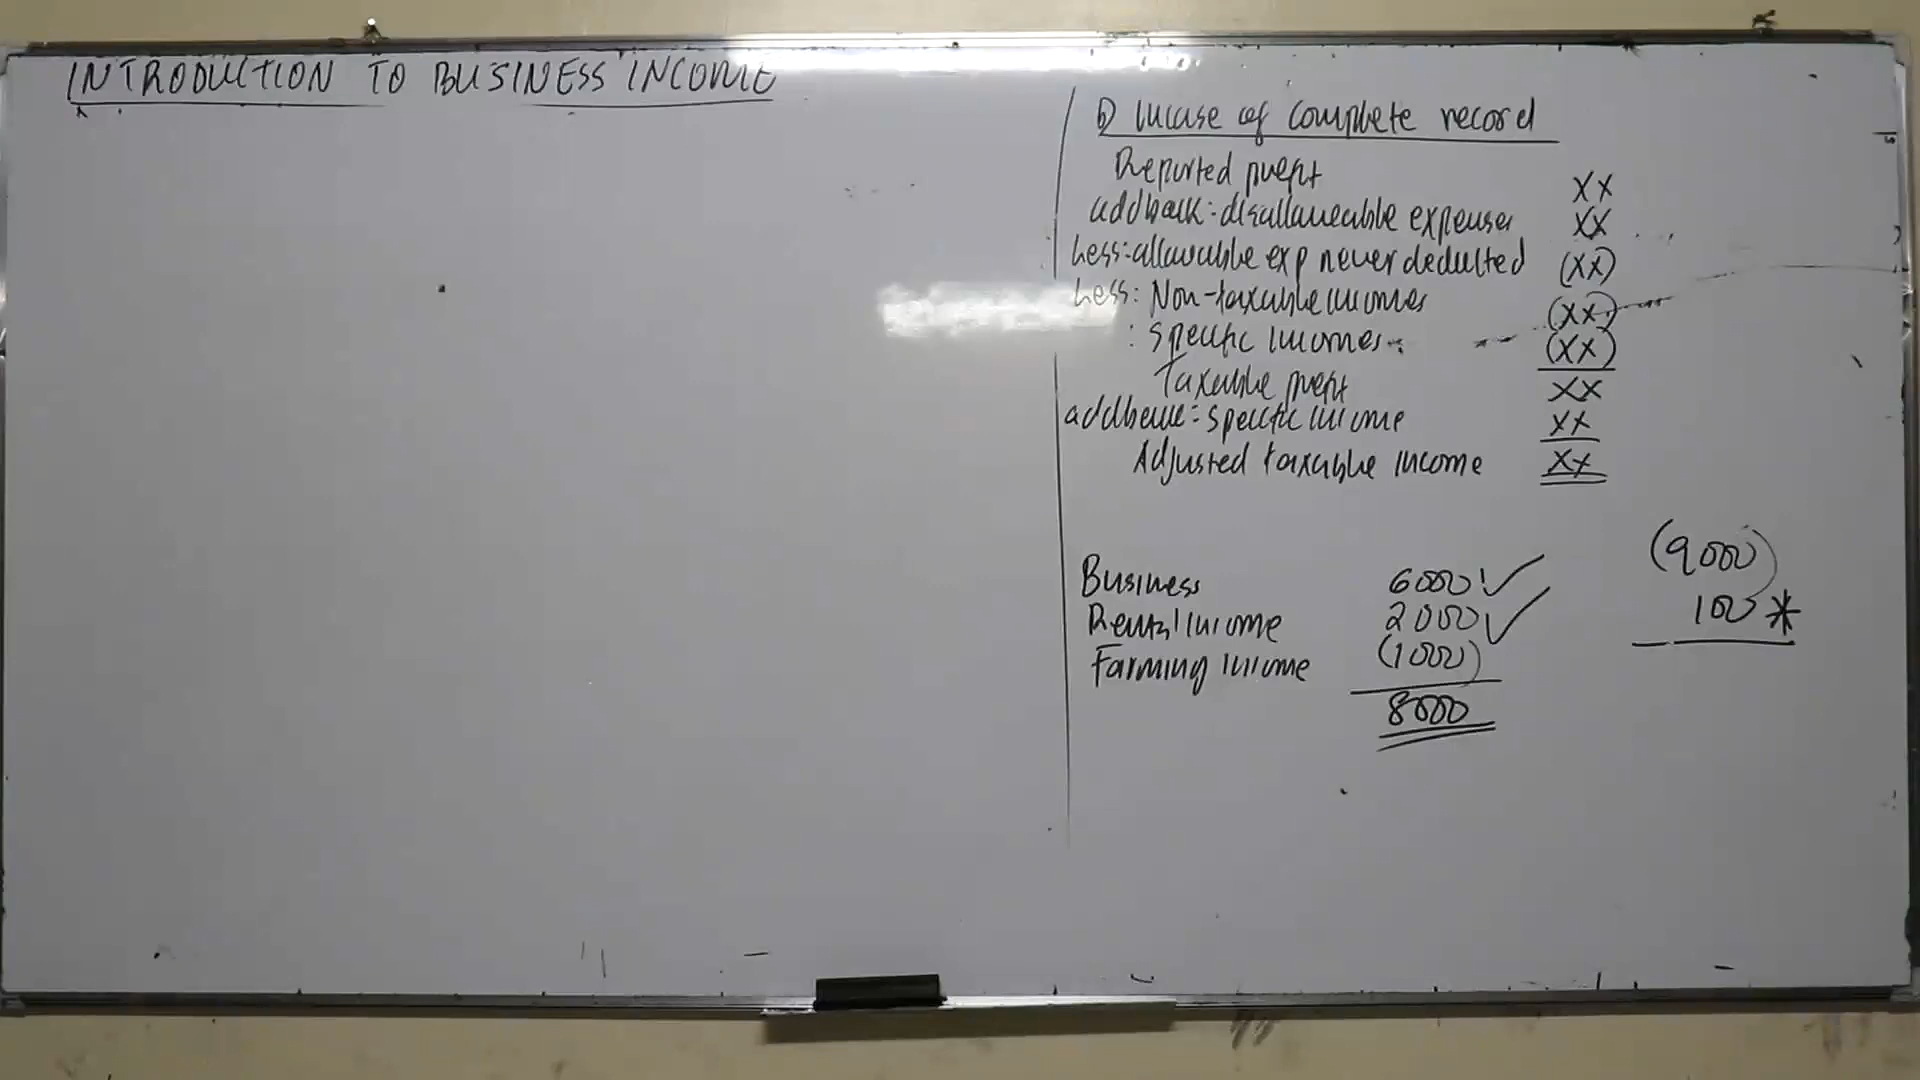 INTRODUCTION TO BUSINESS INCOME
b) Incase of complete record
Reported profit XX
addback: disallowable expenses XX
Less: allowable exp never deducted (XX)
Less: Non-taxable incomes (XX)
: Specific incomes (XX)
Taxable profit XX
addback: specific income XX
Adjusted taxable income XX
Business 6000 ✓
Rental income 2000 ✓
Farming income (1000)
8000
(9000)
100 *